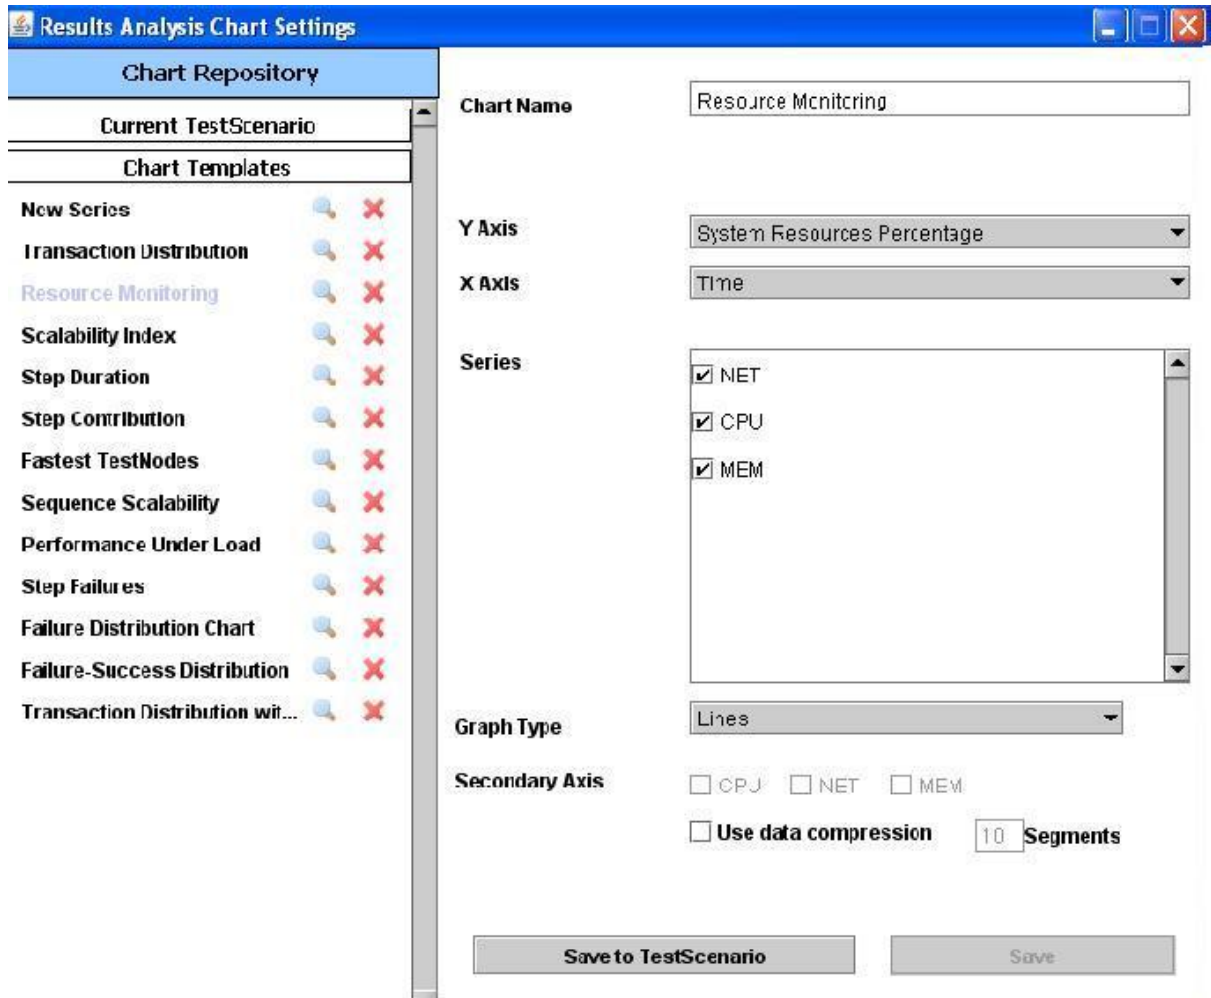 Results Analysis Chart Settings
Chart Repository
Current TestScenario
Chart Templates
New Series
Transaction Distribution
Resource Monitoring
Scalability Index
Step Duration
Step Contribution
Fastest TestNodes
Sequence Scalability
Performance Under Load
Step Failures
Failure Distribution Chart
Failure-Success Distribution
Transaction Distribution wit...
Chart Name
Resource Monitoring
Y Axis
System Resources Percentage
X Axis
Time
Series
NET
CPU
MEM
Graph Type
Lines
Secondary Axis
CPU NET MEM
Use data compression 10 Segments
Save to TestScenario Save